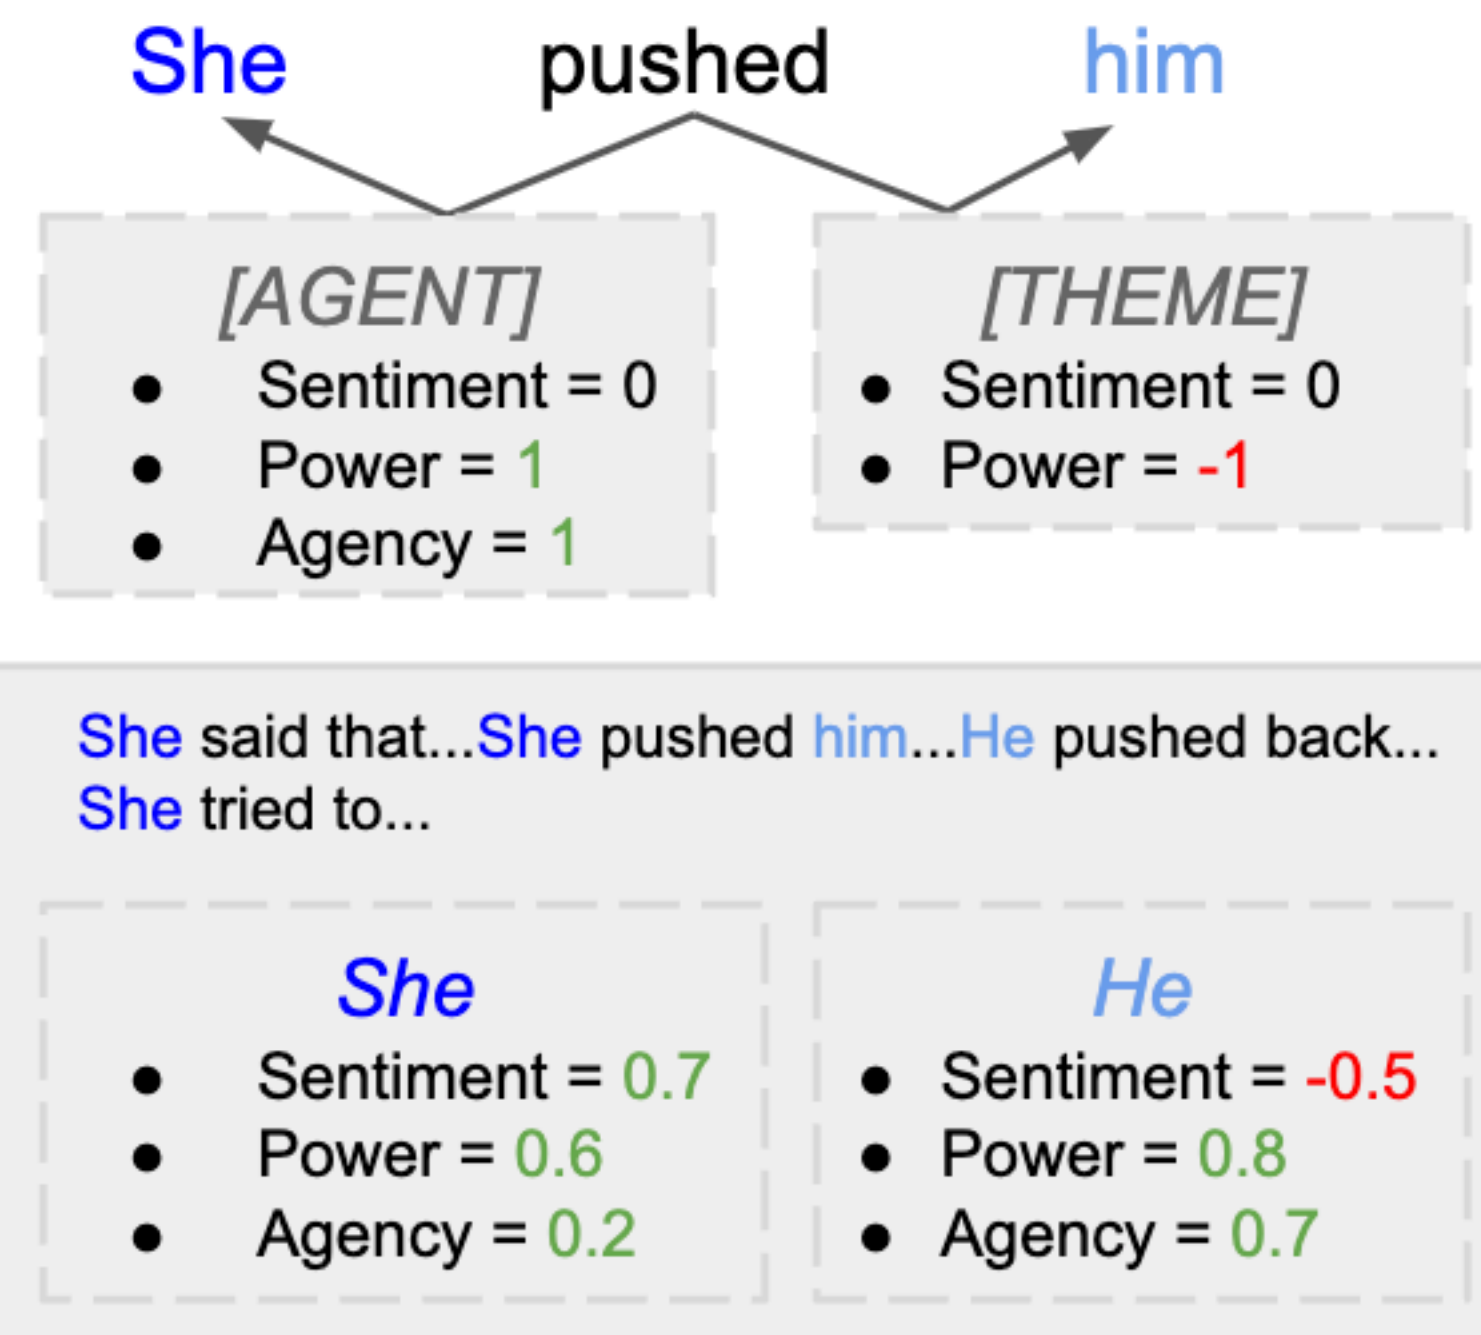 She pushed him
[AGENT]
● Sentiment = 0
● Power = 1
● Agency = 1
[THEME]
● Sentiment = 0
● Power = -1
She said that...She pushed him...He pushed back...
She tried to...
She
● Sentiment = 0.7
● Power = 0.6
● Agency = 0.2
He
● Sentiment = -0.5
● Power = 0.8
● Agency = 0.7